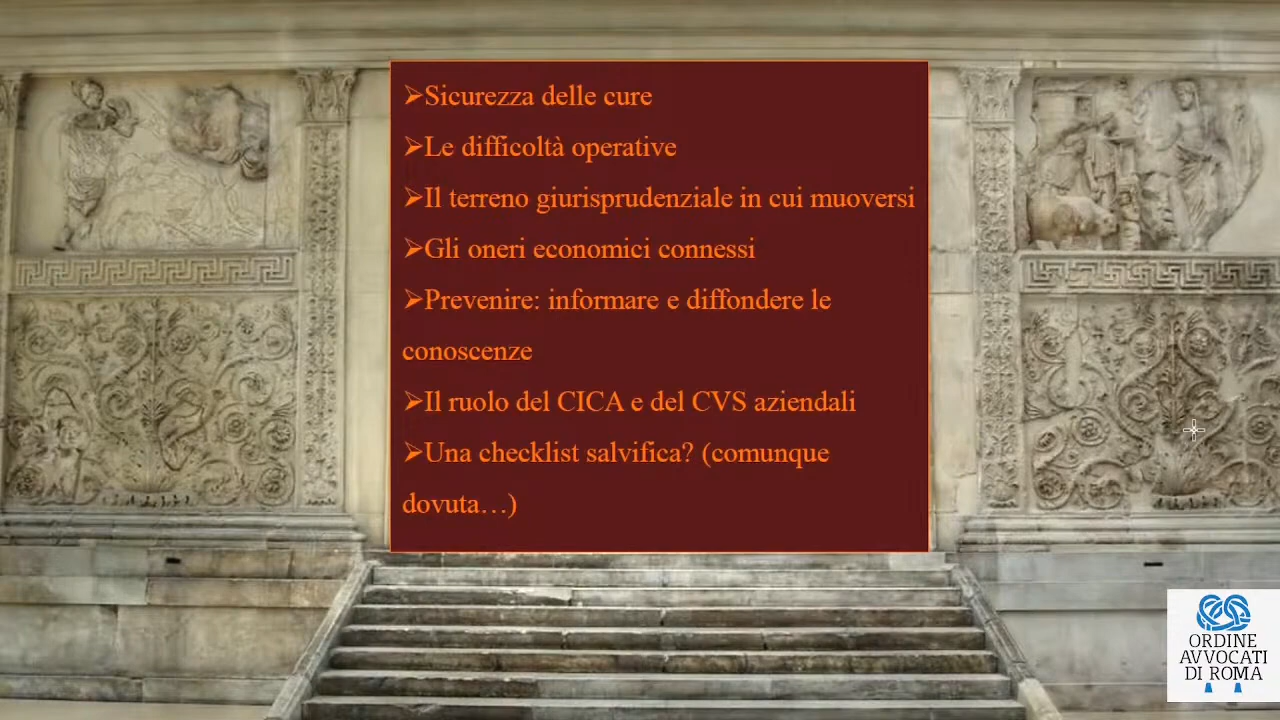 ➢Sicurezza delle cure
➢Le difficoltà operative
➢Il terreno giurisprudenziale in cui muoversi
➢Gli oneri economici connessi
➢Prevenire: informare e diffondere le
conoscenze
➢Il ruolo del CICA e del CVS aziendali
➢Una checklist salvifica? (comunque
dovuta…)
ORDINE
AVVOCATI
DI ROMA